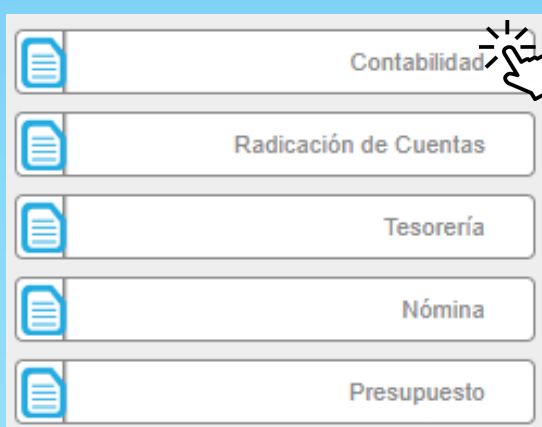 Contabilidad
Radicación de Cuentas
Tesorería
Nómina
Presupuesto